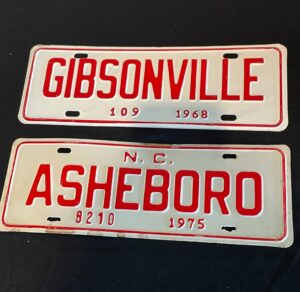 GIBSONVILLE
109 1968
N.C.
ASHEBORO
8210 1975